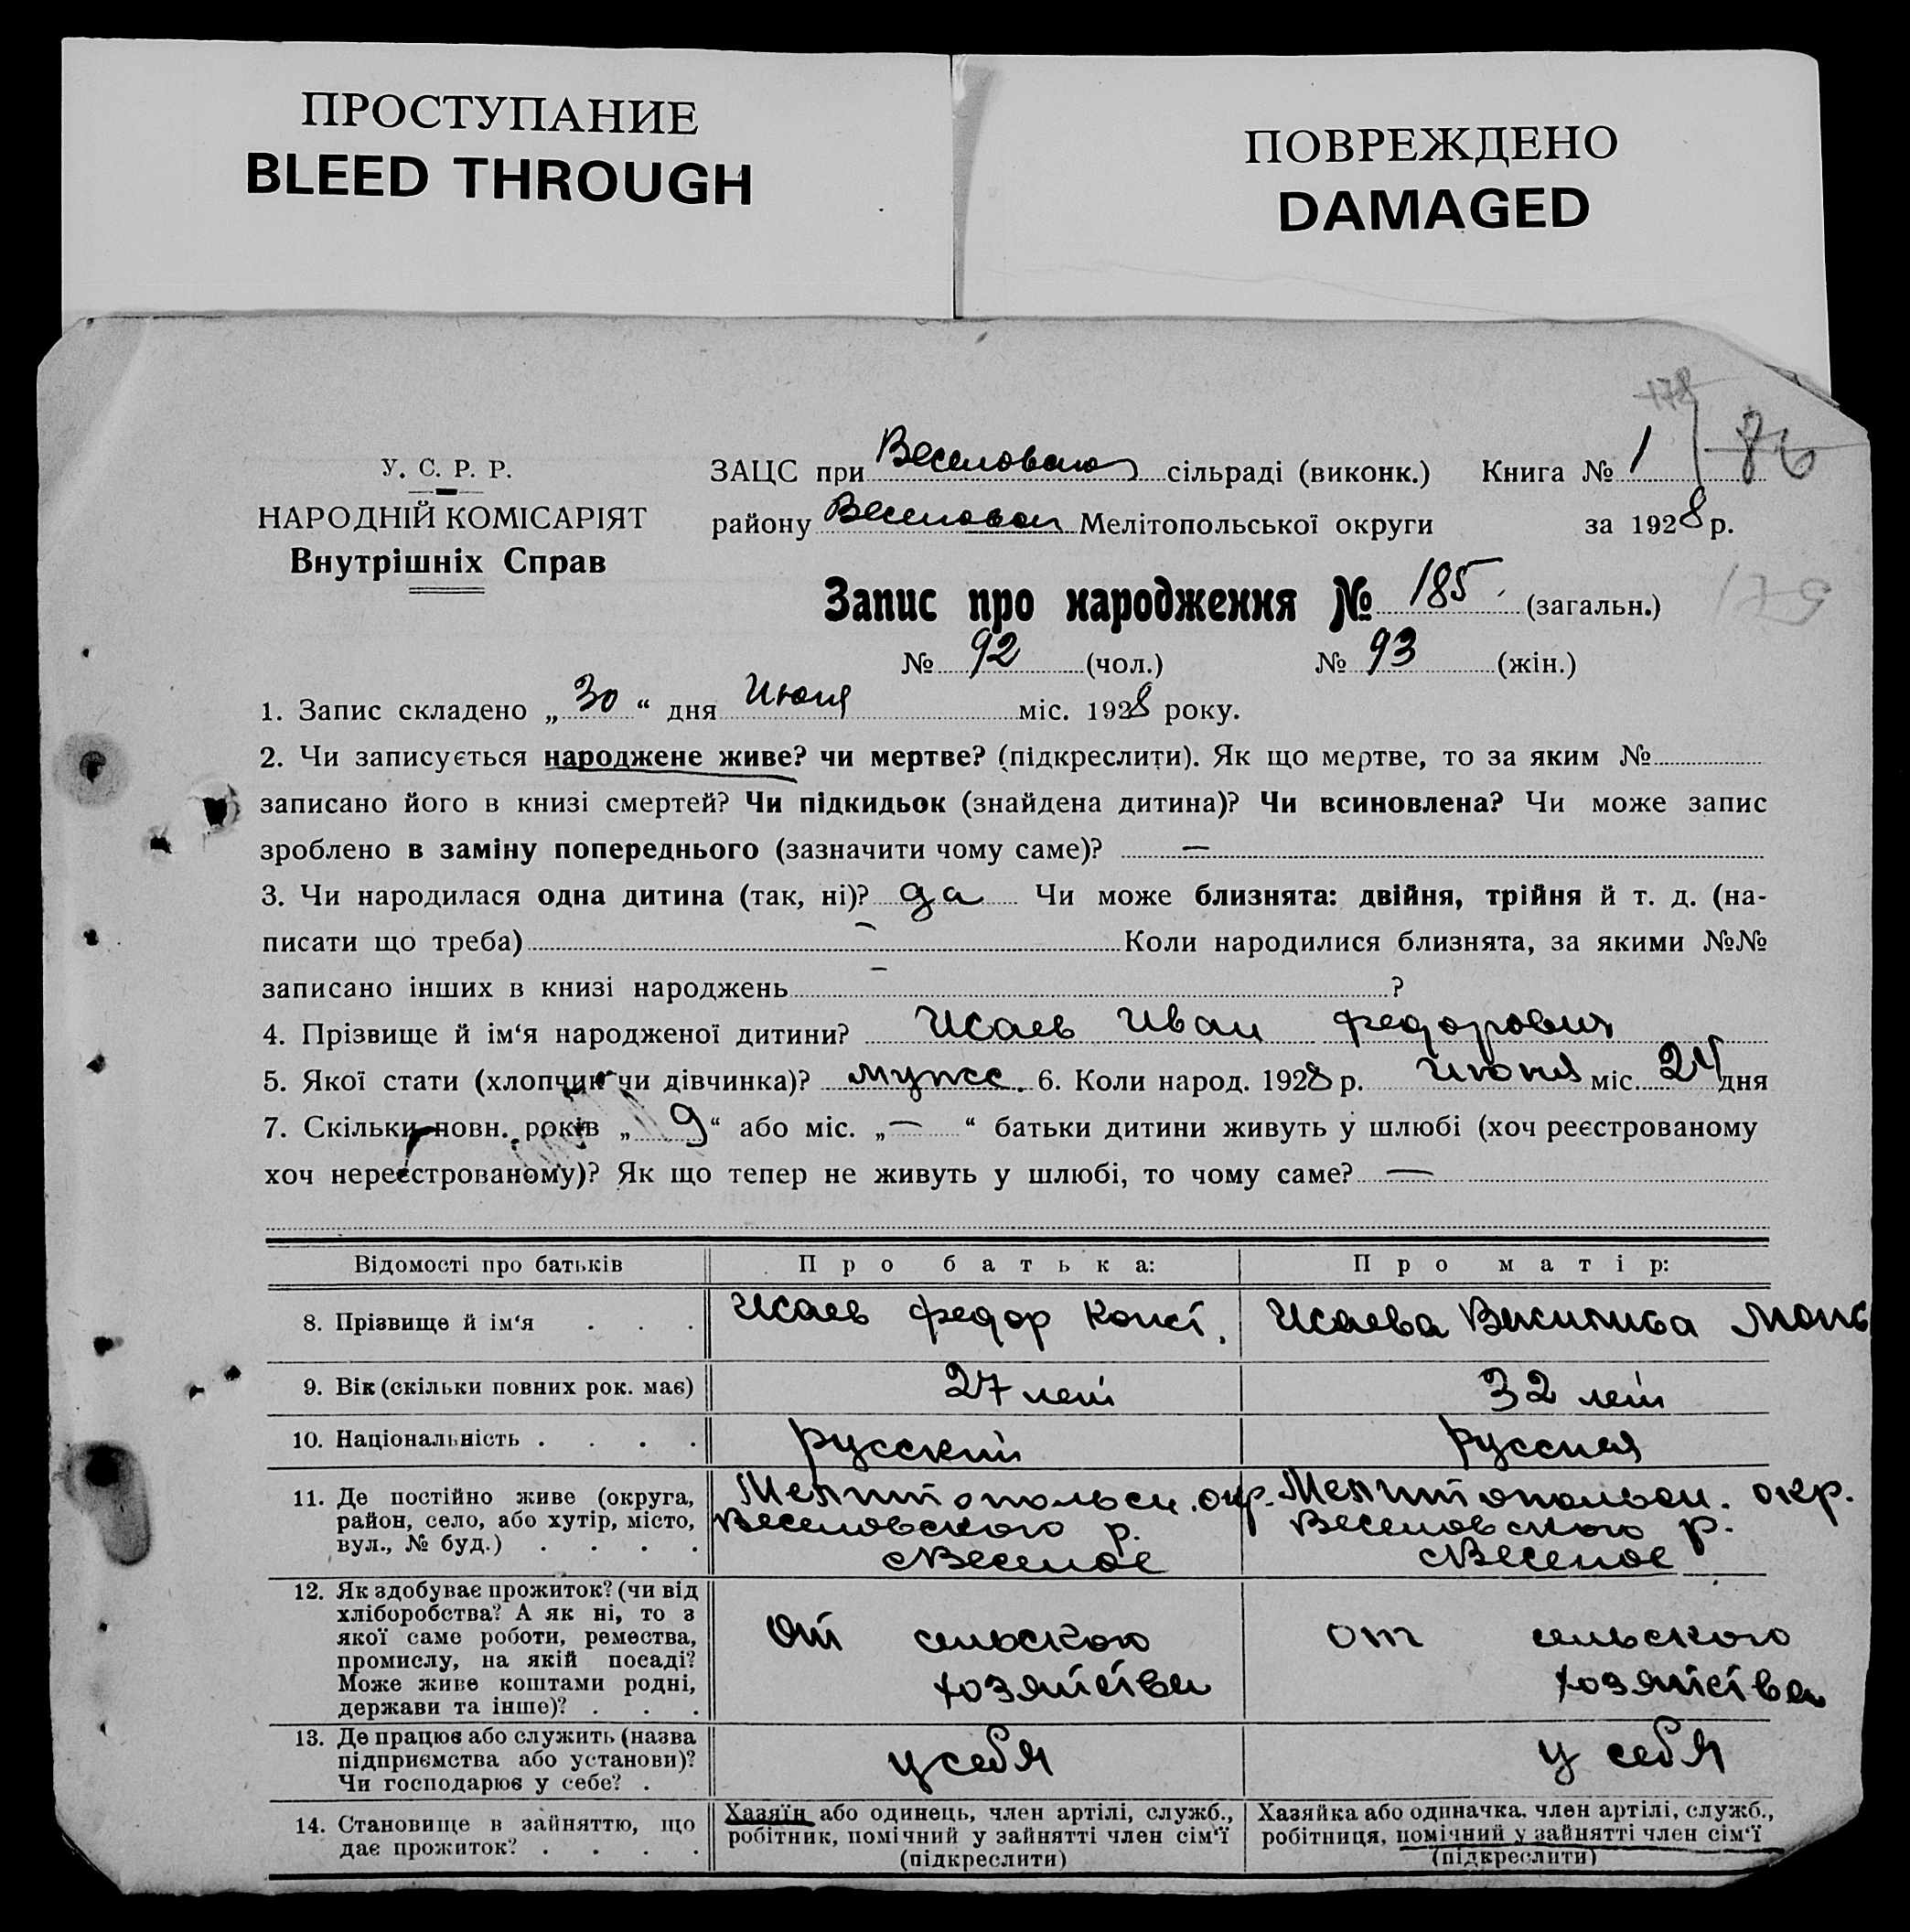 ПРОСТУПАНИЕ
BLEED THROUGH
ПОВРЕЖДЕНО
DAMAGED
178
1 86
У. С. Р. Р.
НАРОДНІЙ КОМІСАРІЯТ
Внутрішніх Справ
ЗАЦС при Веселовском сільраді (виконк.) Книга № 1
району Веселовск Мелітопольської округи за 1928 р.
Запис про народження № 185 (загальн.)
179
№ 92 (чол.) № 93 (жін.)
1. Запис складено „ 30 “ дня Июня міс. 1928 року.
2. Чи записується народжене живе? чи мертве? (підкреслити). Як що мертве, то за яким №
записано його в книзі смертей? Чи підкидьок (знайдена дитина)? Чи всиновлена? Чи може запис
зроблено в заміну попереднього (зазначити чому саме)? —
3. Чи народилася одна дитина (так, ні)? да Чи може близнята: двійня, трійня й т. д. (на-
писати що треба) — Коли народилися близнята, за якими №№
записано інших в книзі народжень — ?
4. Прізвище й ім‘я народженої дитини? Исаев Иван Федорович
5. Якої стати (хлопчик чи дівчинка)? мужс. 6. Коли народ. 1928 р. Июня міс. 24 дня
7. Скільки повн. років „ 9 “ або міс. „ — “ батьки дитини живуть у шлюбі (хоч реєстрованому
хоч нереєстрованому)? Як що тепер не живуть у шлюбі, то чому саме? —
Відомості про батьків Про батька: Про матір:
8. Прізвище й ім‘я . . . Исаев Федор Конст. Исаева
9. Вік (скільки повних рок. має) 27 лет 32 лет
10. Національність . . . . русский русская
11. Де постійно живе (округа,
район, село, або хутір, місто,
вул., № буд.) . . . .
Мелитопольск. окр.
Веселовского р.
с Веселое
Мелитопольск. окр.
Веселовского р.
с Веселое
12. Як здобуває прожиток? (чи від
хліборобства? А як ні, то з
якої саме роботи, ремества,
промислу, на якій посаді?
Може живе коштами родні,
держави та інше)? . . .
От сельского
хозяйства
от сельского
хозяйства
13. Де працює або служить (назва
підприємства або установи)?
Чи господарює у себе? .
у себя
у себя
14. Становище в зайняттю, що
дає прожиток? . . . .
Хазяїн або одинець, член артілі, служб.,
робітник, помічний у зайнятті член сім‘ї
(підкреслити)
Хазяйка або одиначка. член артілі, служб.,
робітниця, помічний у зайнятті член сім‘ї
(підкреслити)